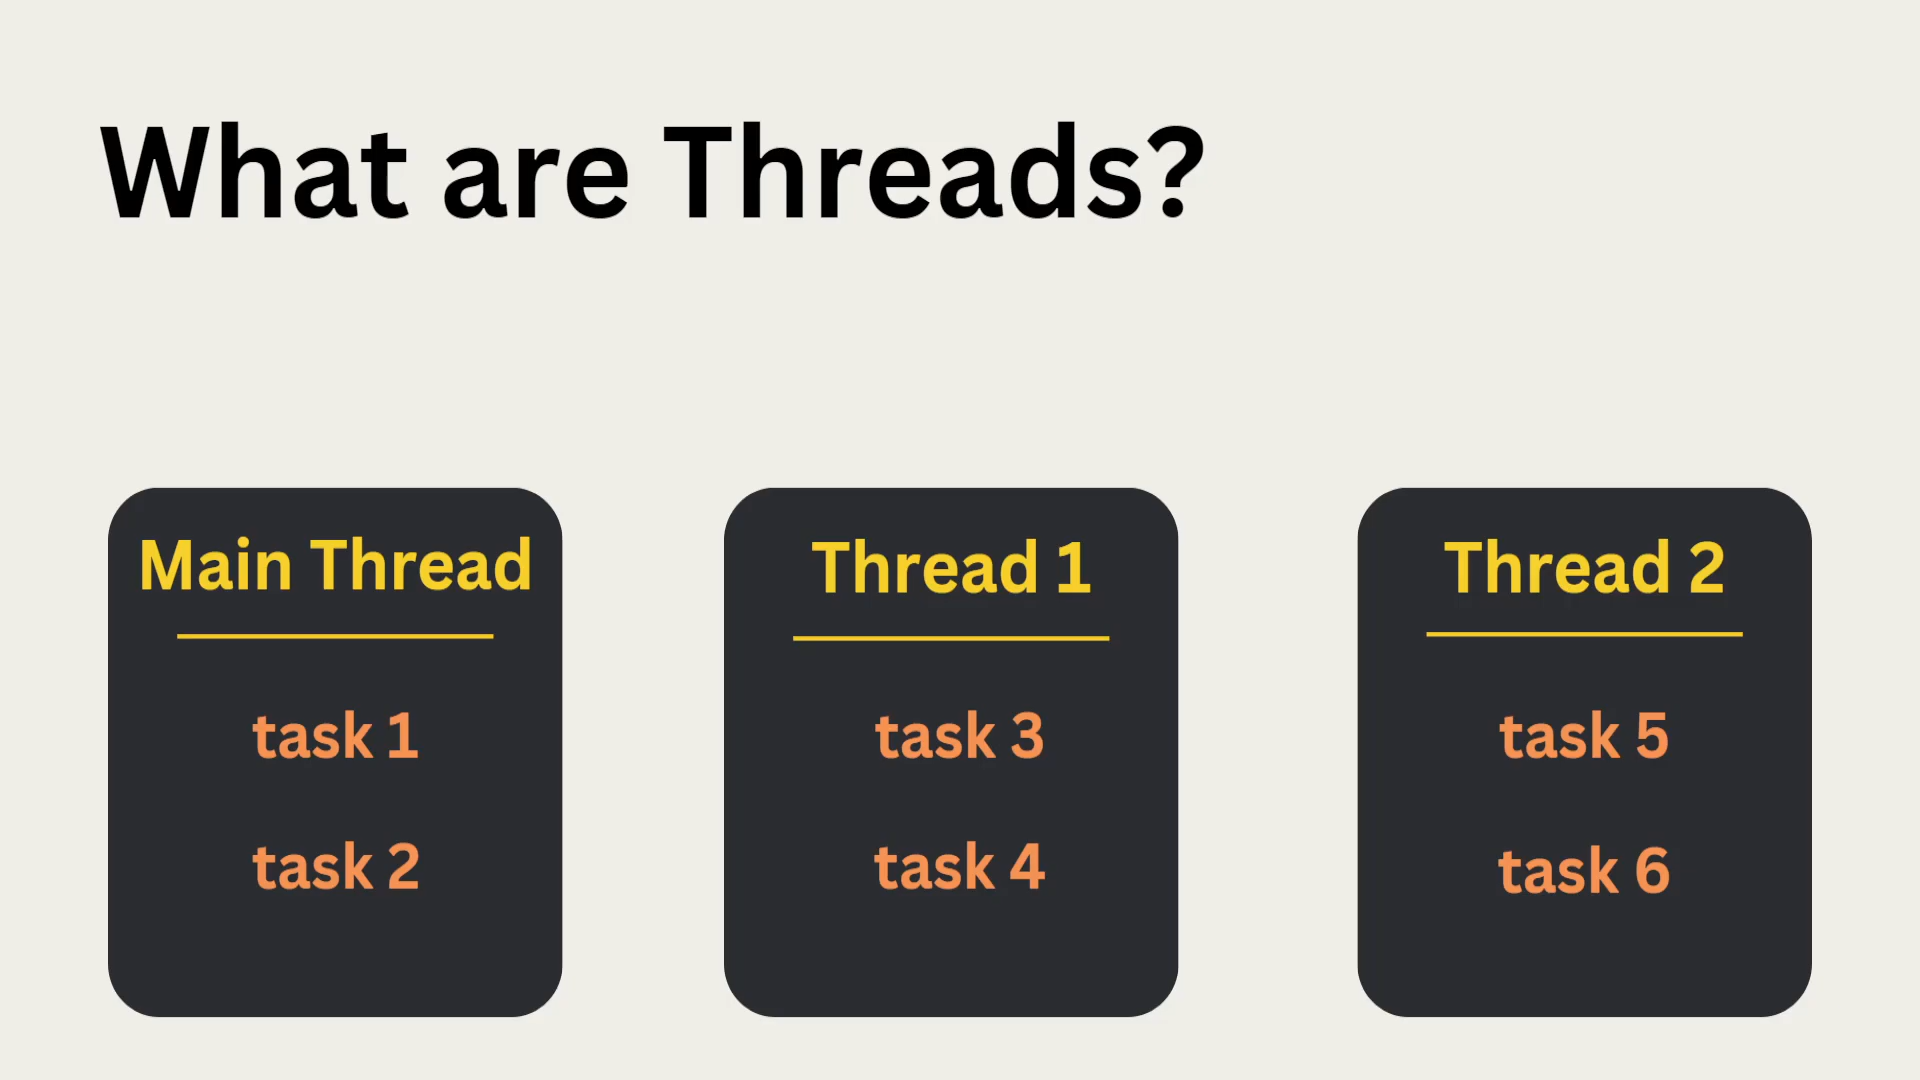 What are Threads?
Main Thread
task 1
task 2
Thread 1
task 3
task 4
Thread 2
task 5
task 6